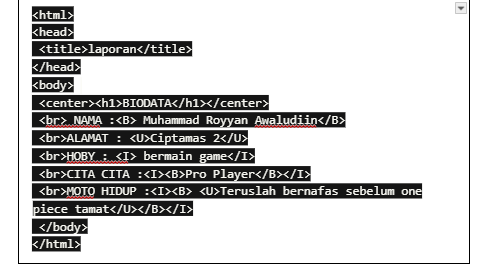 <html>
<head>
<title>laporan</title>
</head>
<body>
<center><h1>BIODATA</h1></center>
<br> NAMA :<B> Muhammad Royyan Awaludiin</B>
<br>ALAMAT : <U>Ciptamas 2</U>
<br>HOBY : <I> bermain game</I>
<br>CITA CITA :<I><B>Pro Player</B></I>
<br>MOTO HIDUP :<I><B> <U>Teruslah bernafas sebelum one
piece tamat</U></B></I>
</body>
</html>